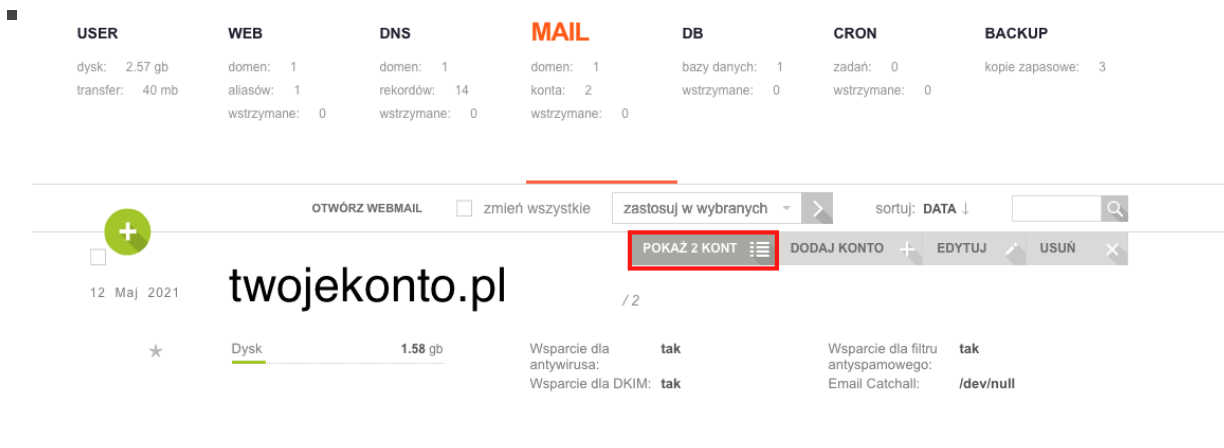 USER WEB DNS MAIL DB CRON BACKUP
dysk: 2.57 gb domen: 1 domen: 1 domen: 1 bazy danych: 1 zadań: 0 kopie zapasowe: 3
transfer: 40 mb aliasów: 1 rekordów: 14 konta: 2 wstrzymane: 0 wstrzymane: 0
wstrzymane: 0 wstrzymane: 0 wstrzymane: 0
OTWÓRZ WEBMAIL zmień wszystkie zastosuj w wybranych sortuj: DATA ↓
POKAŻ 2 KONT DODAJ KONTO EDYTUJ USUŃ
12 Maj 2021 twojekonto.pl / 2
Dysk 1.58 gb Wsparcie dla tak Wsparcie dla filtru tak
antywirusa: antyspamowego:
Wsparcie dla DKIM: tak Email Catchall: /dev/null